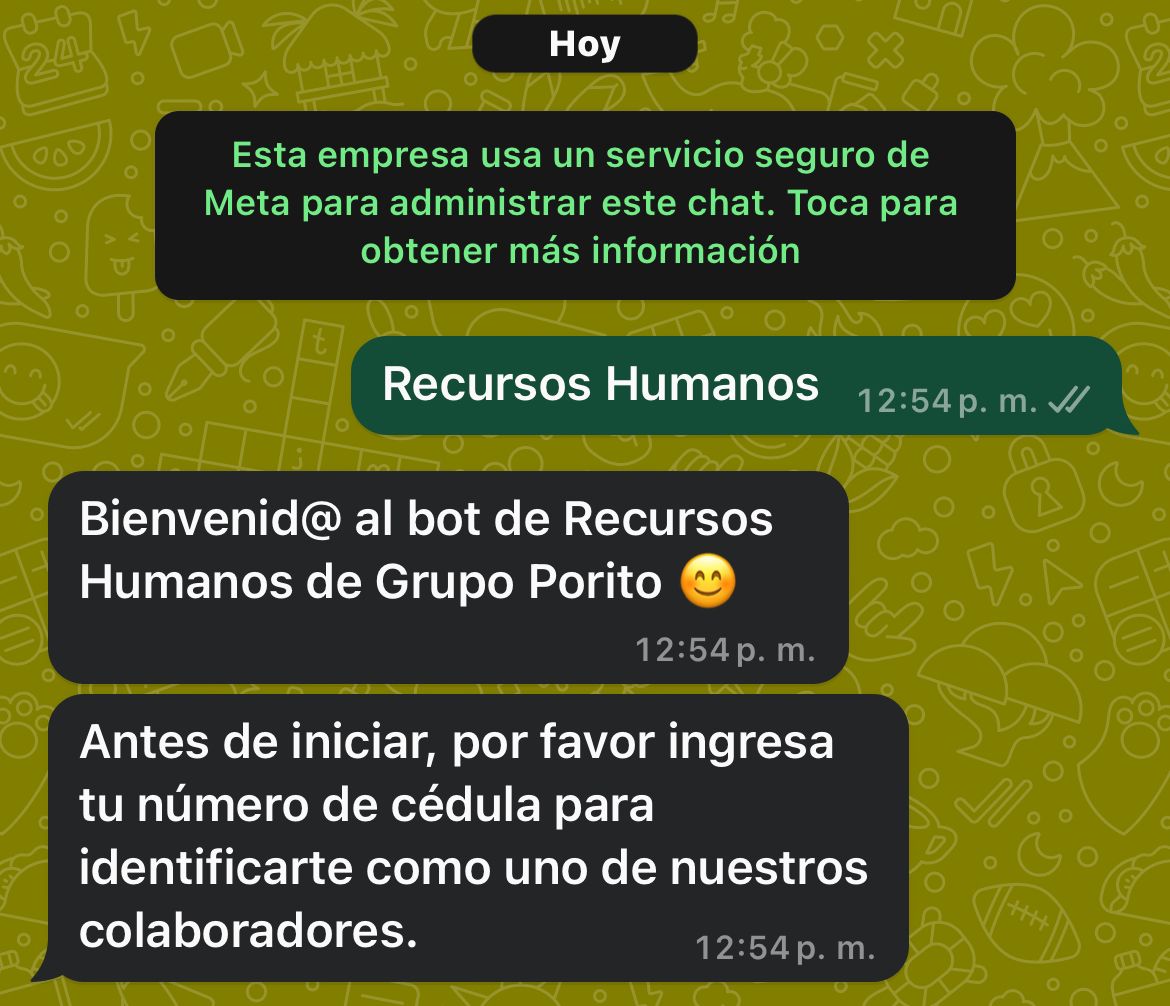 Hoy
Esta empresa usa un servicio seguro de
Meta para administrar este chat. Toca para
obtener más información
Recursos Humanos 12:54 p. m.
Bienvenid@ al bot de Recursos
Humanos de Grupo Porito 😊
12:54 p. m.
Antes de iniciar, por favor ingresa
tu número de cédula para
identificarte como uno de nuestros
colaboradores. 12:54 p. m.